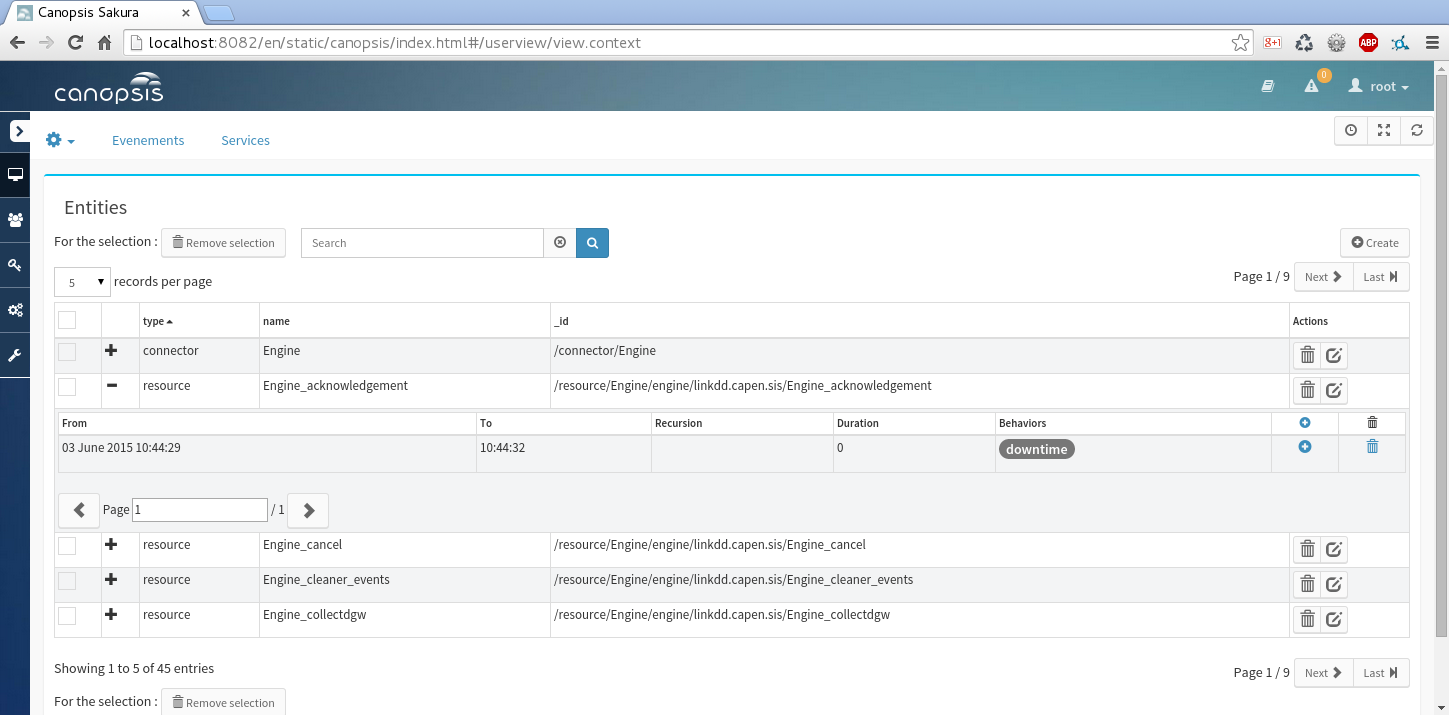 Canopsis Sakura
localhost:8082/en/static/canopsis/index.html#/userview/view.context
g+1
ABP
canopsis
0
root
Evenements Services
Entities
For the selection : Remove selection Search Create
5 records per page Page 1 / 9 Next Last
type name _id Actions
connector Engine /connector/Engine
resource Engine_acknowledgement /resource/Engine/engine/linkdd.capen.sis/Engine_acknowledgement
From To Recursion Duration Behaviors
03 June 2015 10:44:29 10:44:32 0 downtime
Page 1 / 1
resource Engine_cancel /resource/Engine/engine/linkdd.capen.sis/Engine_cancel
resource Engine_cleaner_events /resource/Engine/engine/linkdd.capen.sis/Engine_cleaner_events
resource Engine_collectdgw /resource/Engine/engine/linkdd.capen.sis/Engine_collectdgw
Showing 1 to 5 of 45 entries Page 1 / 9 Next Last
For the selection : Remove selection